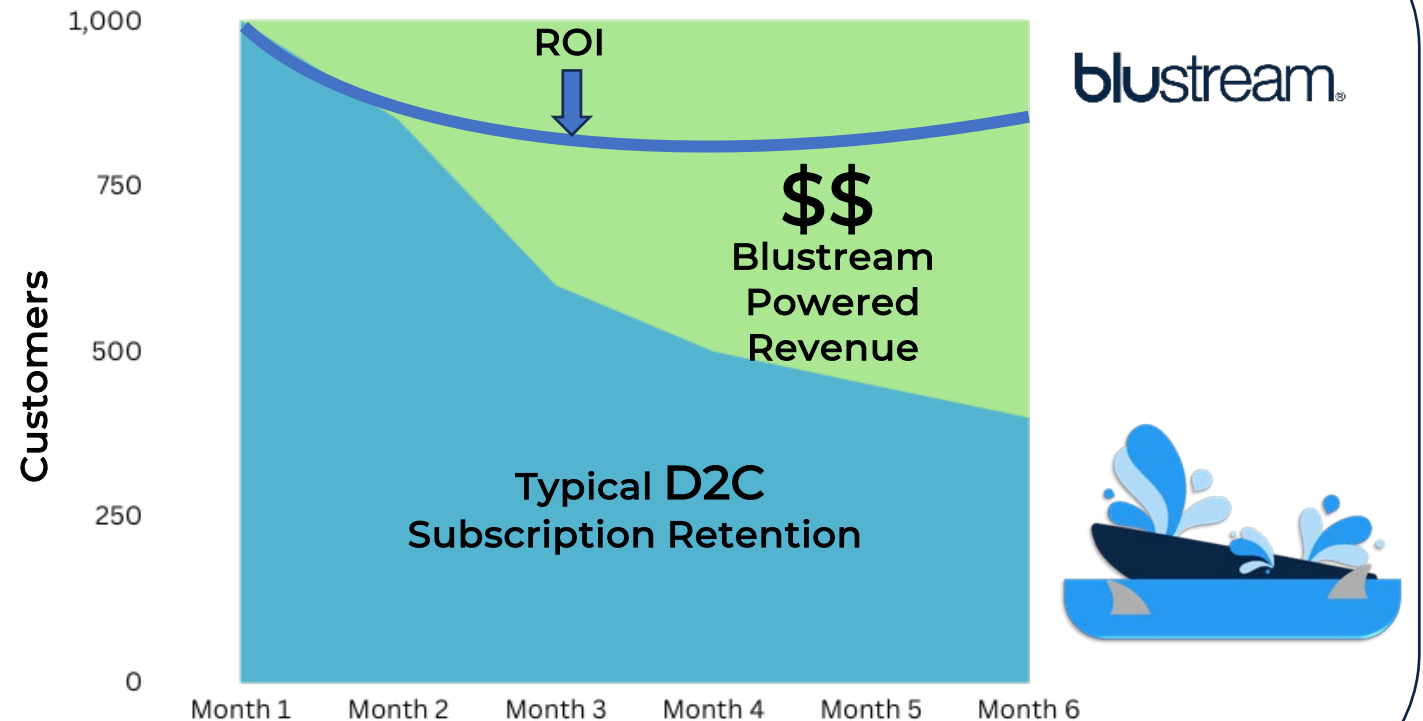 1,000
750
500
250
0
Customers
Month 1
Month 2
Month 3
Month 4
Month 5
Month 6
ROI
$$
Blustream
Powered
Revenue
Typical D2C
Subscription Retention
blustream®